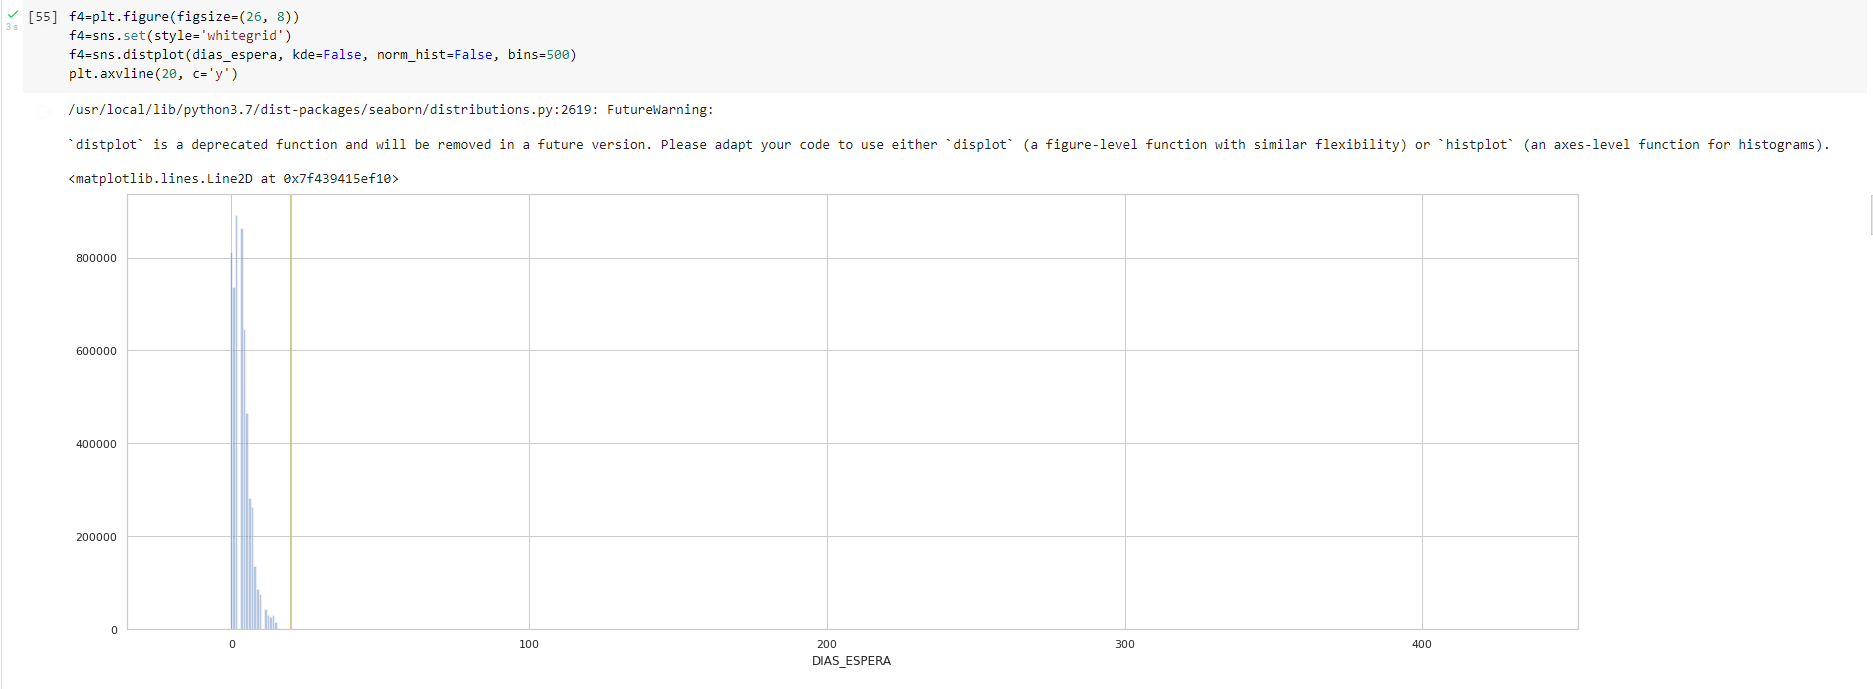 [55] f4=plt.figure(figsize=(26, 8))
3s
f4=sns.set(style='whitegrid')
f4=sns.distplot(dias_espera, kde=False, norm_hist=False, bins=500)
plt.axvline(20, c='y')
/usr/local/lib/python3.7/dist-packages/seaborn/distributions.py:2619: FutureWarning:
`distplot` is a deprecated function and will be removed in a future version. Please adapt your code to use either `displot` (a figure-level function with similar flexibility) or `histplot` (an axes-level function for histograms).
<matplotlib.lines.Line2D at 0x7f439415ef10>
800000
600000
400000
200000
0
0 100 200 300 400
DIAS_ESPERA